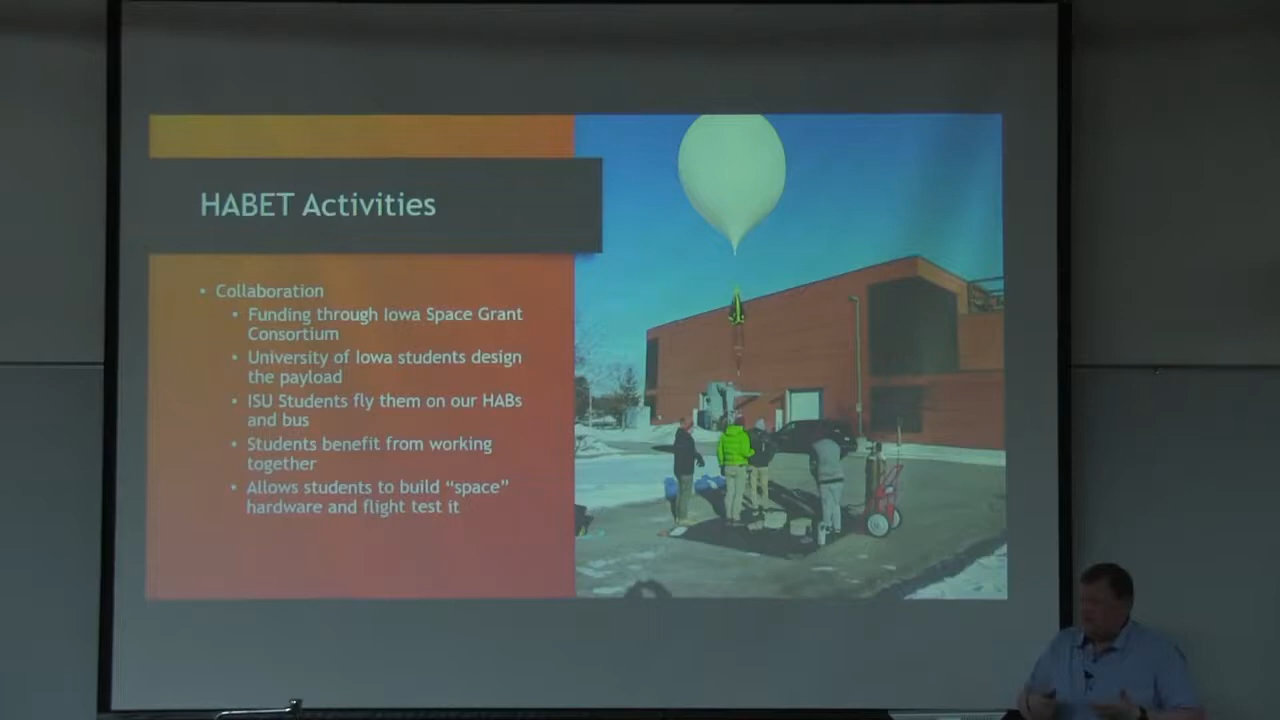 HABET Activities
• Collaboration
• Funding through Iowa Space Grant
Consortium
• University of Iowa students design
the payload
• ISU Students fly them on our HABs
and bus
• Students benefit from working
together
• Allows students to build “space”
hardware and flight test it